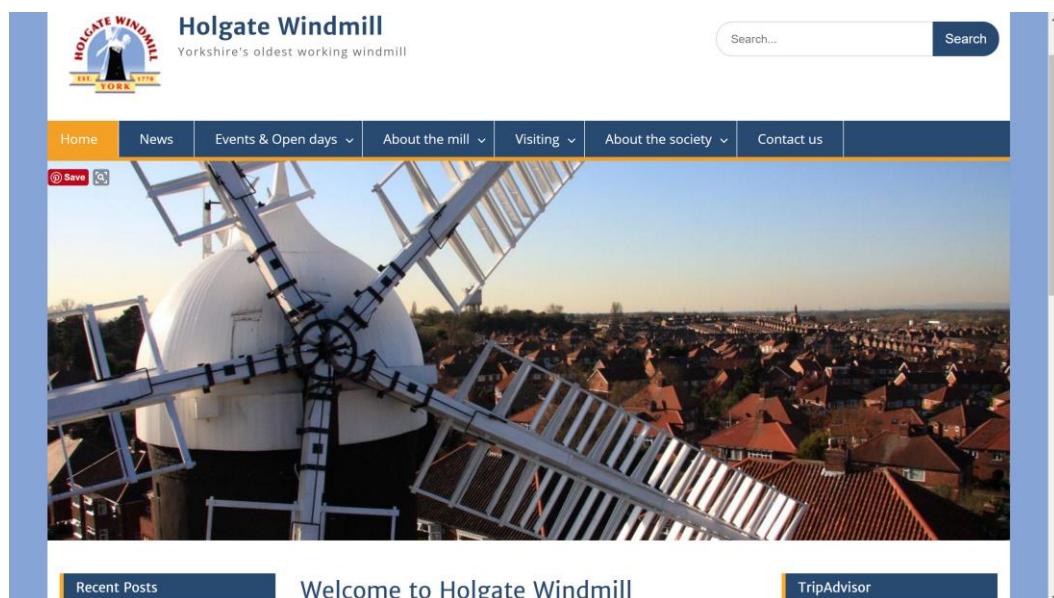 HOLGATE WINDMILL
EST. 1770
YORK
Holgate Windmill
Yorkshire's oldest working windmill
Search...
Search
Home
News
Events & Open days
About the mill
Visiting
About the society
Contact us
Save
Recent Posts
Welcome to Holgate Windmill
TripAdvisor